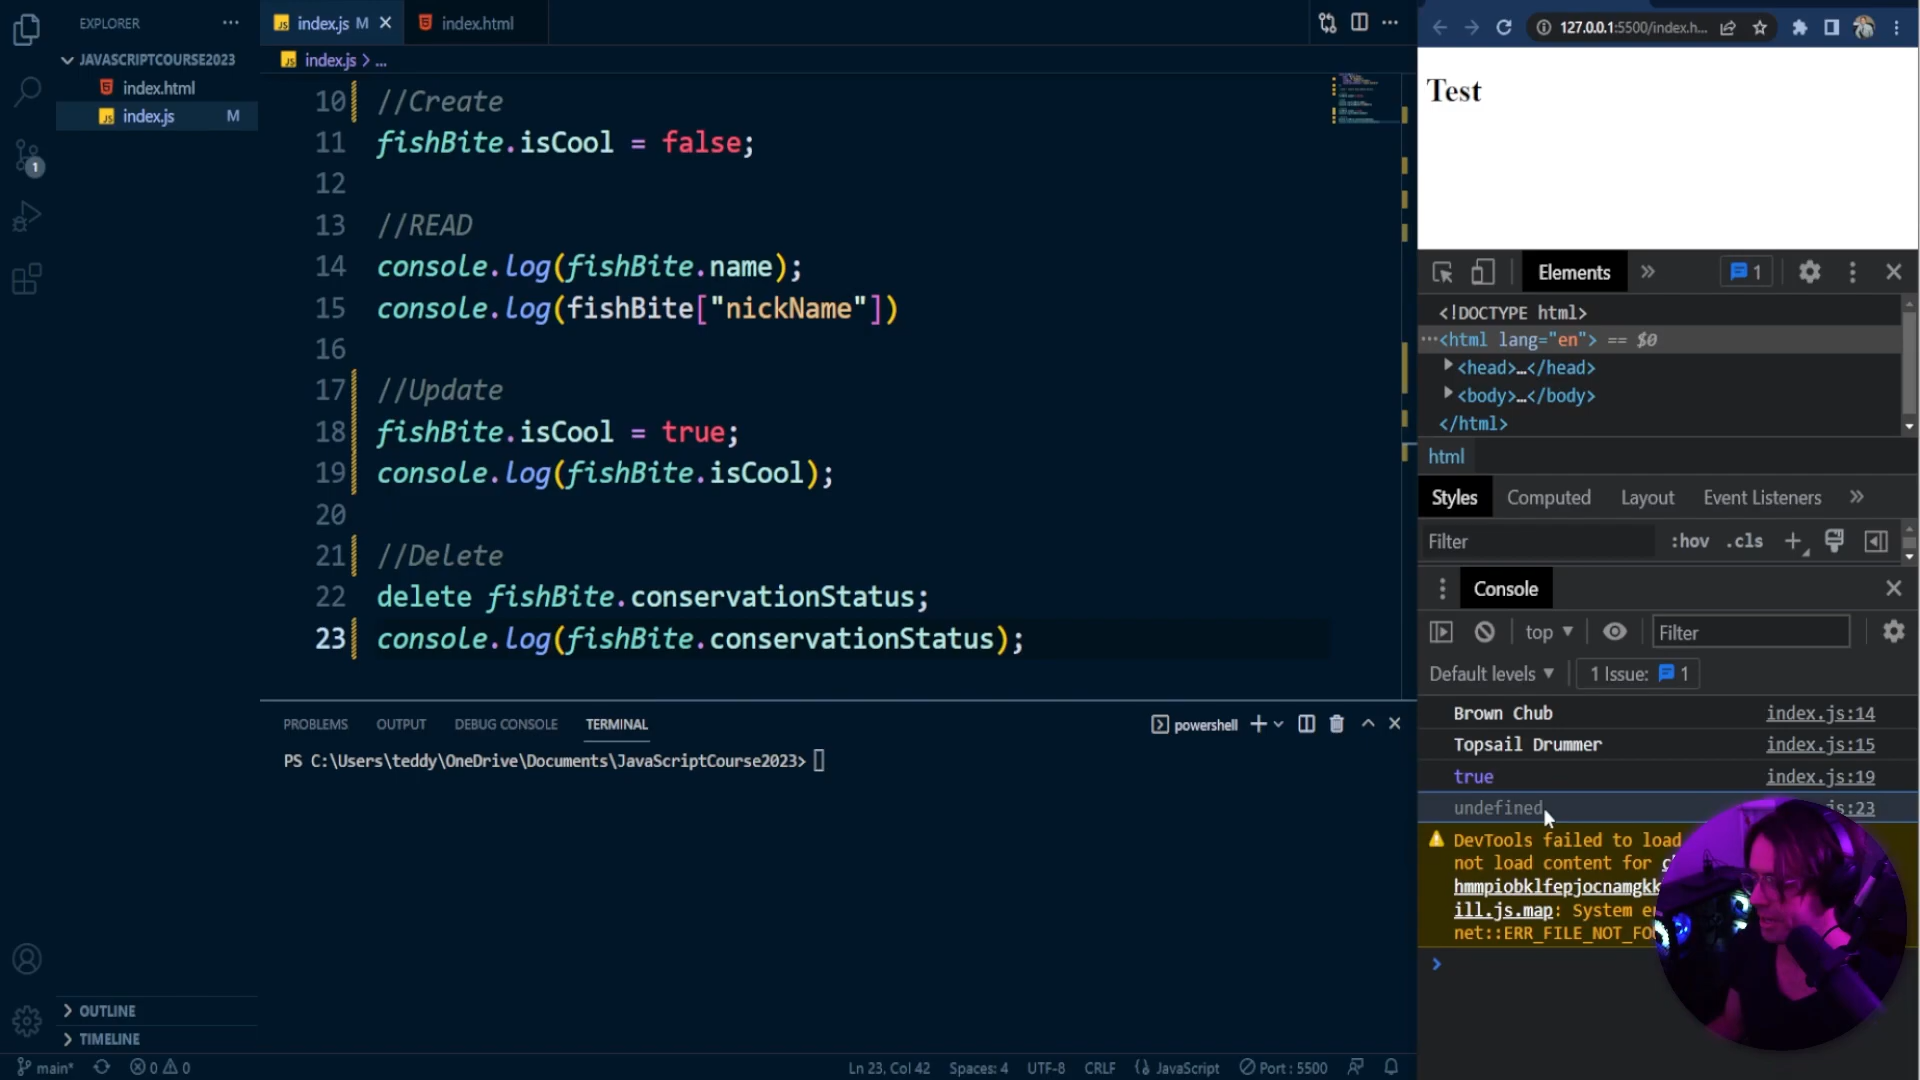 EXPLORER
JAVASCRIPTCOURSE2023
index.html
index.js M
1
index.js M
index.html
index.js > ...
10 //Create
11 fishBite.isCool = false;
12
13 //READ
14 console.log(fishBite.name);
15 console.log(fishBite["nickName"])
16
17 //Update
18 fishBite.isCool = true;
19 console.log(fishBite.isCool);
20
21 //Delete
22 delete fishBite.conservationStatus;
23 console.log(fishBite.conservationStatus);
PROBLEMS OUTPUT DEBUG CONSOLE TERMINAL
powershell
PS C:\Users\teddy\OneDrive\Documents\JavaScriptCourse2023>
OUTLINE
TIMELINE
main* 0 0
Ln 23, Col 42 Spaces: 4 UTF-8 CRLF JavaScript Port : 5500
127.0.0.1:5500/index.h...
Test
Elements 1
<!DOCTYPE html>
...<html lang="en"> == $0
<head>…</head>
<body>…</body>
</html>
html
Styles Computed Layout Event Listeners
Filter :hov .cls
Console
top Filter
Default levels 1 Issue: 1
Brown Chub index.js:14
Topsail Drummer index.js:15
true index.js:19
undefined js:23
DevTools failed to load
not load content for
hmmpiobklfepjocnamgkk
ill.js.map: System
net::ERR_FILE_NOT_FO